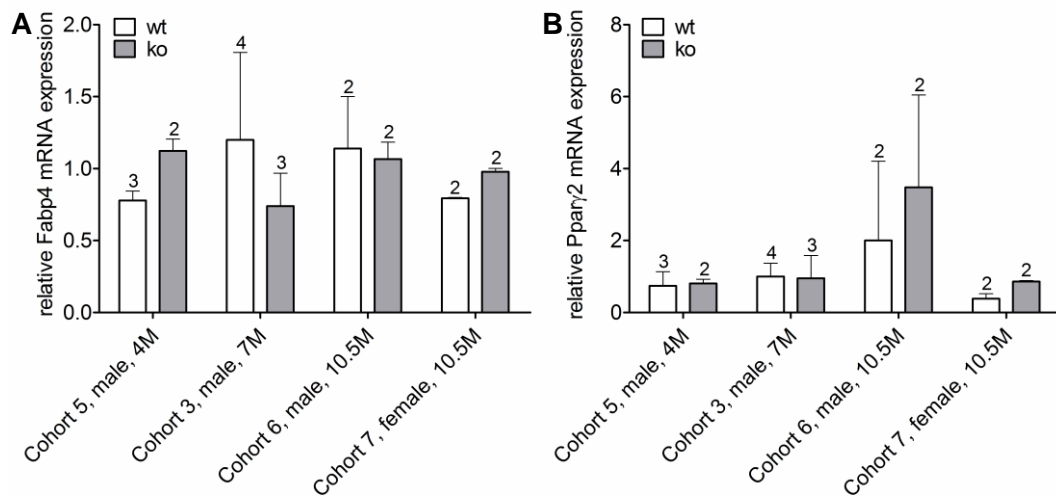 A
relative Fabp4 mRNA expression
2.0
1.5
1.0
0.5
0.0
wt
ko
3
2
4
3
2
2
2
2
Cohort 5, male, 4M
Cohort 3, male, 7M
Cohort 6, male, 10.5M
Cohort 7, female, 10.5M
B
relative Pparγ2 mRNA expression
8
6
4
2
0
wt
ko
3
2
4
3
2
2
2
2
Cohort 5, male, 4M
Cohort 3, male, 7M
Cohort 6, male, 10.5M
Cohort 7, female, 10.5M